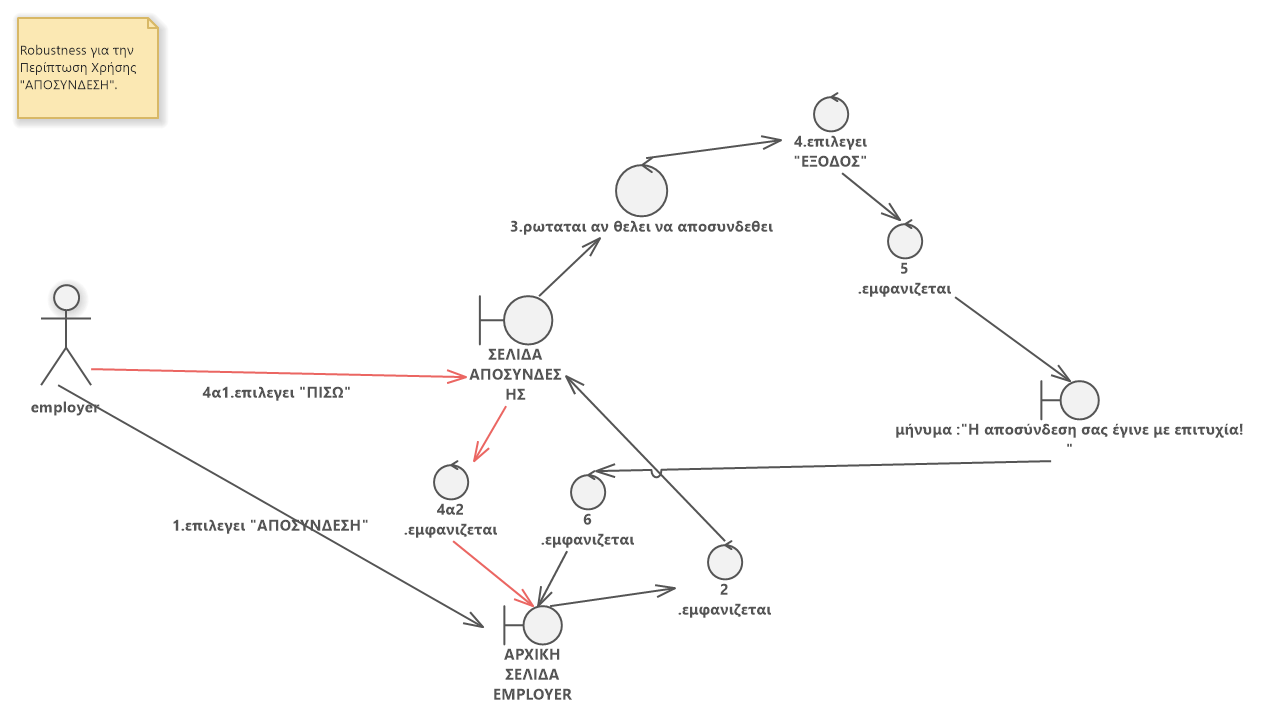 Robustness για την
Περίπτωση Χρήσης
"ΑΠΟΣΥΝΔΕΣΗ".
4.επιλεγει
"ΕΞΟΔΟΣ"
3.ρωταται αν θελει να αποσυνδεθει
5
.εμφανιζεται
ΣΕΛΙΔΑ
ΑΠΟΣΥΝΔΕΣ
ΗΣ
4α1.επιλεγει "ΠΙΣΩ"
employer
μήνυμα :"Η αποσύνδεση σας έγινε με επιτυχία!
"
4α2
.εμφανιζεται
6
.εμφανιζεται
1.επιλεγει "ΑΠΟΣΥΝΔΕΣΗ"
2
.εμφανιζεται
ΑΡΧΙΚΗ
ΣΕΛΙΔΑ
EMPLOYER